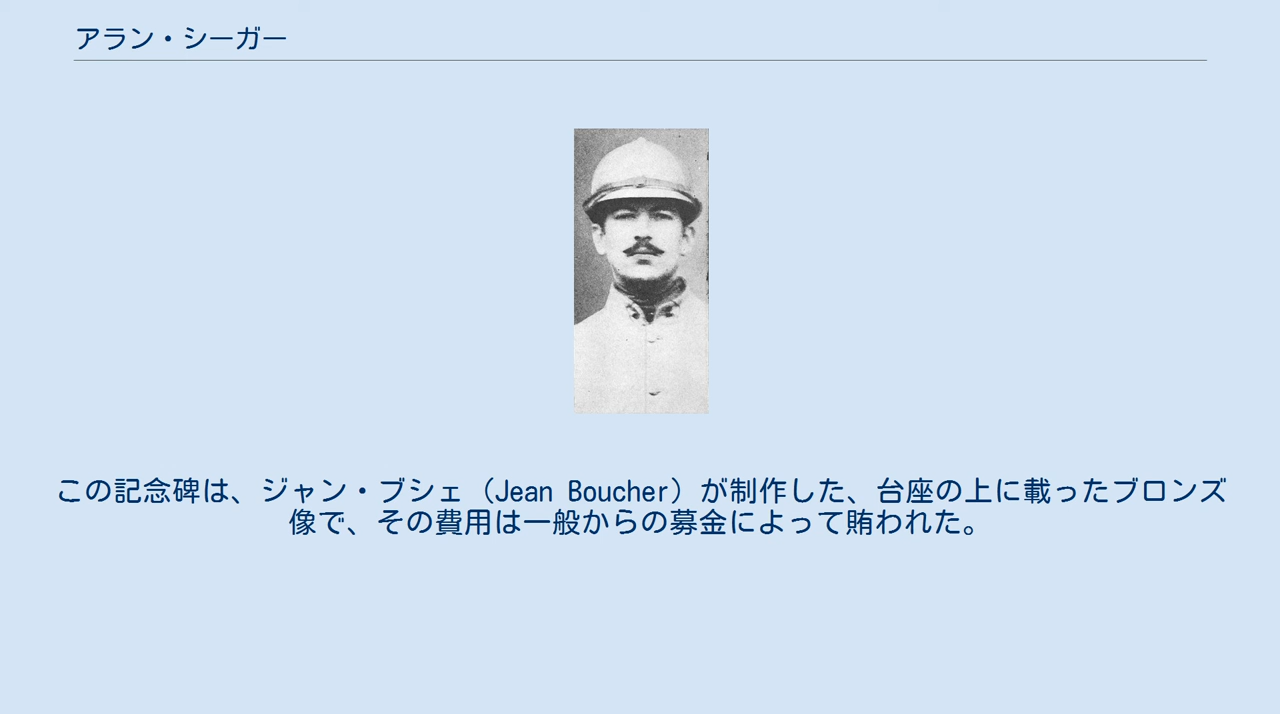 アラン・シーガー
この記念碑は、ジャン・ブシェ（Jean Boucher）が制作した、台座の上に載ったブロンズ
像で、その費用は一般からの募金によって賄われた。